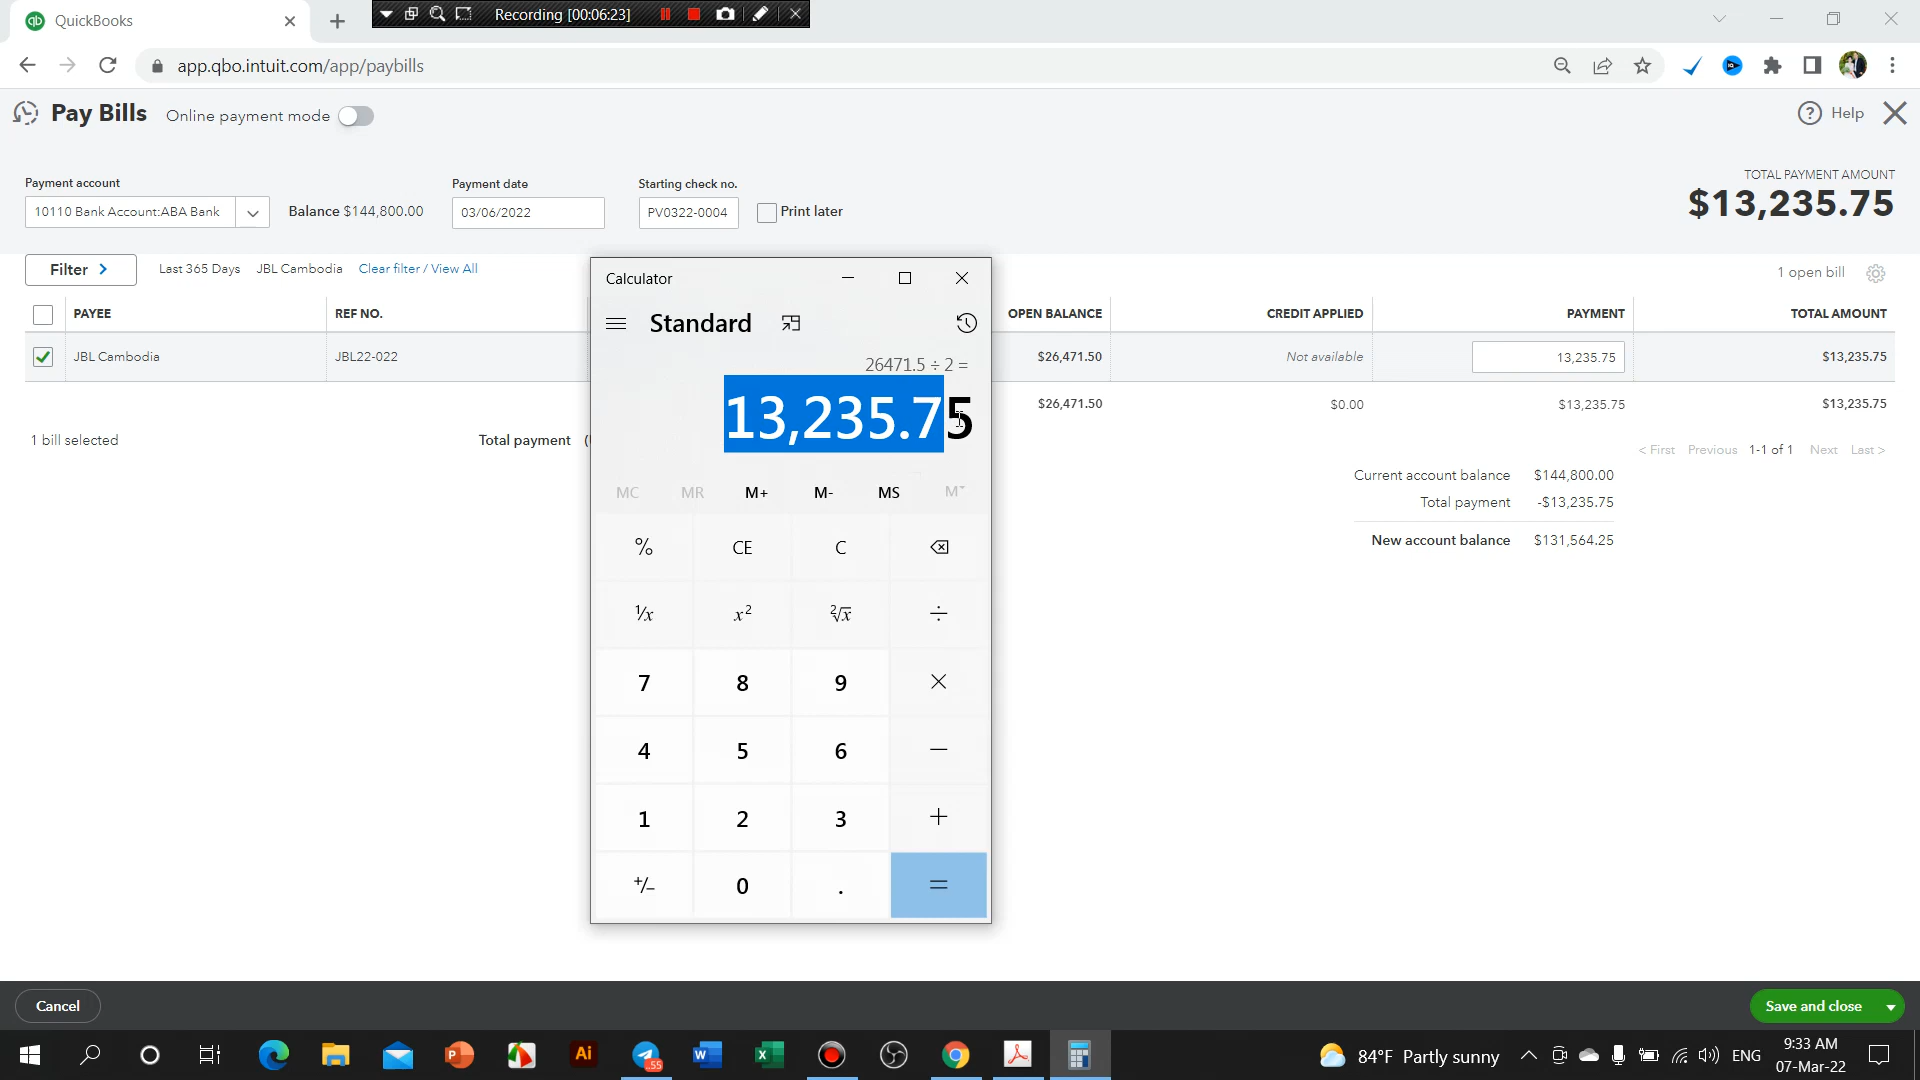 QuickBooks
Recording [00:06:23]
app.qbo.intuit.com/app/paybills
Pay Bills
Online payment mode
Help
TOTAL PAYMENT AMOUNT
$13,235.75
Payment account
Payment date
Starting check no.
10110 Bank Account:ABA Bank
Balance $144,800.00
03/06/2022
PV0322-0004
Print later
Filter >
Last 365 Days
JBL Cambodia
Clear filter / View All
1 open bill
PAYEE
REF NO.
OPEN BALANCE
CREDIT APPLIED
PAYMENT
TOTAL AMOUNT
JBL Cambodia
JBL22-022
$26,471.50
Not available
13,235.75
$13,235.75
$26,471.50
$0.00
$13,235.75
$13,235.75
1 bill selected
Total payment
< First Previous 1-1 of 1 Next Last >
Current account balance $144,800.00
Total payment -$13,235.75
New account balance $131,564.25
Calculator
Standard
26471.5 ÷ 2 =
13,235.75
MC MR M+ M- MS M˅
% CE C
¹/x x² ²√x ÷
7 8 9 ×
4 5 6 −
1 2 3 +
+/− 0 . =
Cancel
Save and close
P
Ai
55
W
X
84°F Partly sunny
ENG
9:33 AM
07-Mar-22